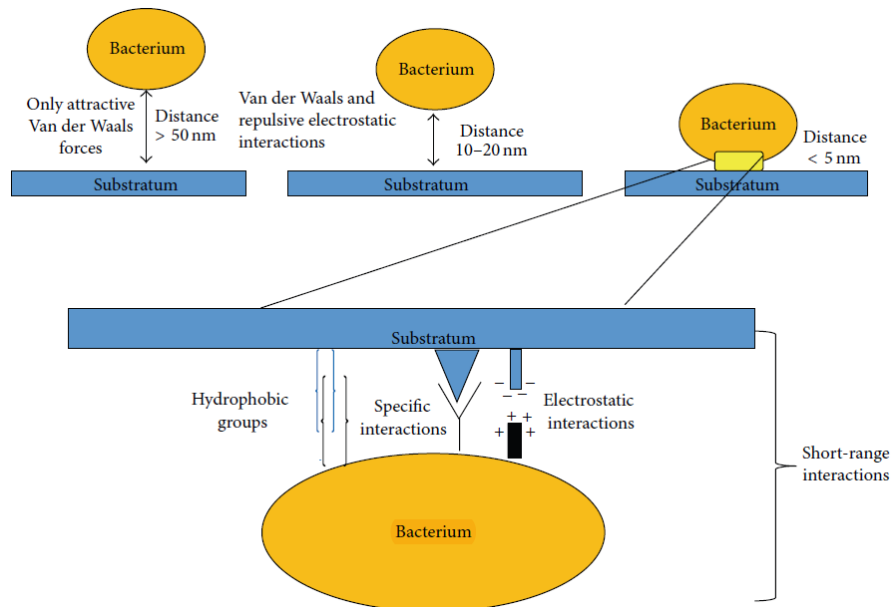 Bacterium
Only attractive
Van der Waals
forces
Distance
> 50 nm
Substratum
Bacterium
Van der Waals and
repulsive electrostatic
interactions
Distance
10–20 nm
Substratum
Bacterium
Distance
< 5 nm
Substratum
Substratum
Hydrophobic
groups
Specific
interactions
– –
– –
+ +
+ +
Electrostatic
interactions
Short-range
interactions
Bacterium